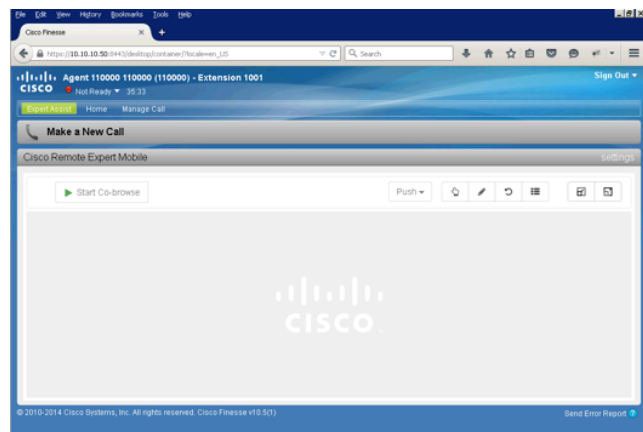 File Edit View History Bookmarks Tools Help
Cisco Finesse × +
https://10.10.10.50:8443/desktop/container/?locale=en_US Search
Agent 110000 110000 (110000) - Extension 1001 Sign Out
CISCO Not Ready 35:33
Expert Assist Home Manage Call
Make a New Call
Cisco Remote Expert Mobile settings
Start Co-browse Push
CISCO
© 2010-2014 Cisco Systems, Inc. All rights reserved. Cisco Finesse v10.5(1) Send Error Report